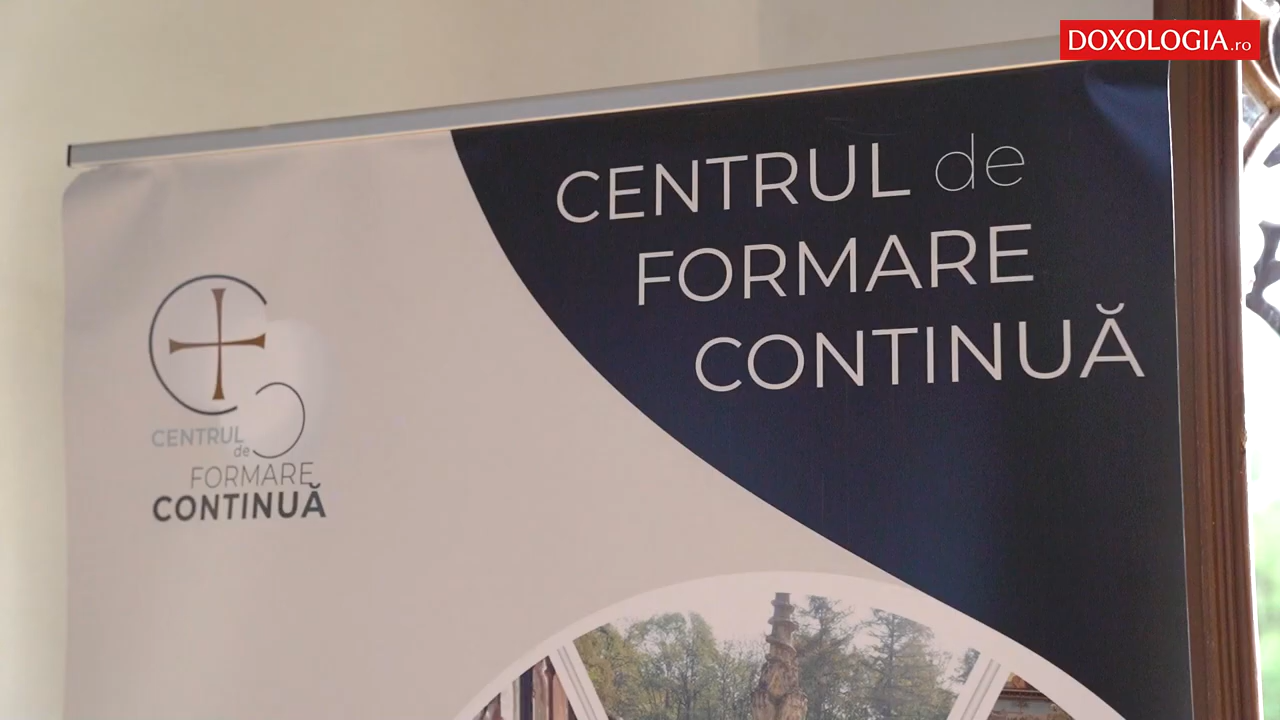 DOXOLOGIA.ro
CENTRUL de
FORMARE
CONTINUĂ
CENTRUL
de
FORMARE
CONTINUĂ